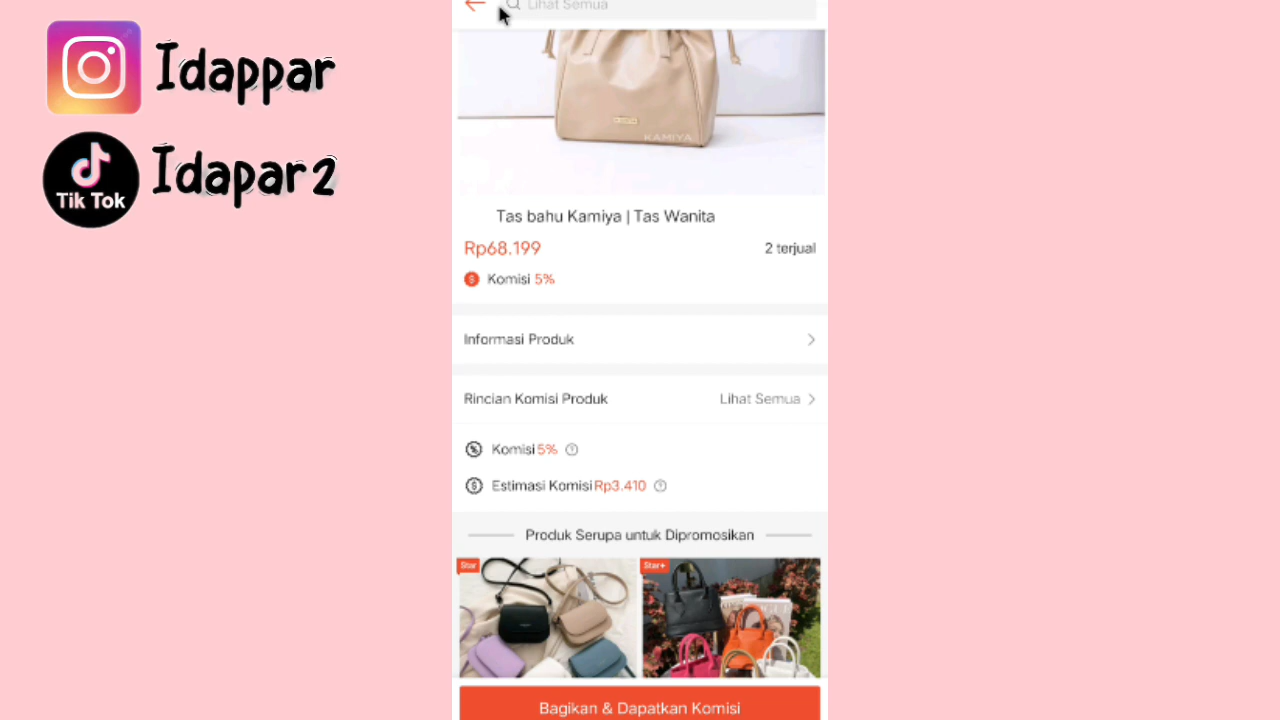 Idappar
Tik Tok
Idapar2
Lihat Semua
KAMIYA
Tas bahu Kamiya | Tas Wanita
Rp68.199
2 terjual
Komisi 5%
Informasi Produk
Rincian Komisi Produk
Lihat Semua
Komisi 5%
Estimasi Komisi Rp3.410
Produk Serupa untuk Dipromosikan
Star
Star+
VOGUE
Bagikan & Dapatkan Komisi